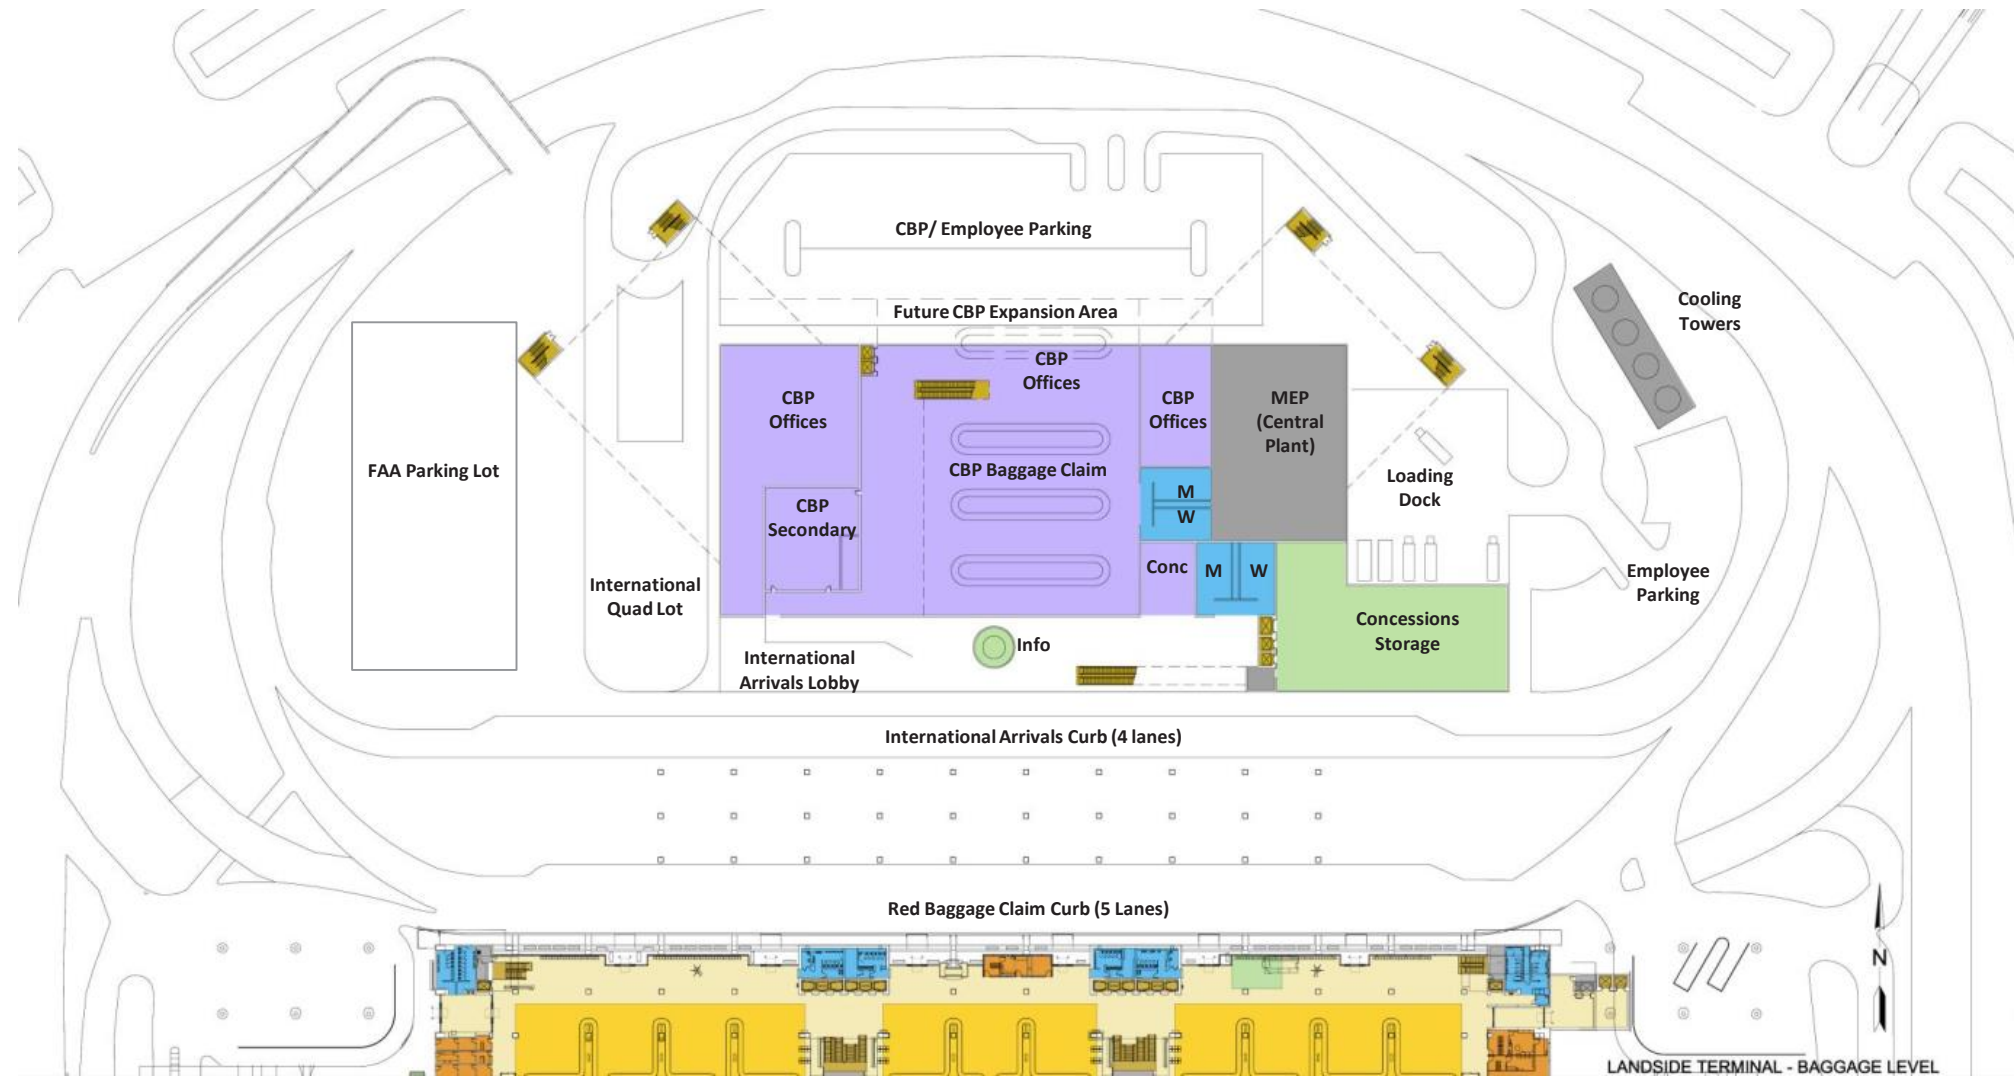 CBP/ Employee Parking
Future CBP Expansion Area
Cooling
Towers
CBP
Offices
CBP
Offices
CBP
Offices
MEP
(Central
Plant)
FAA Parking Lot
CBP Baggage Claim
Loading
Dock
CBP
Secondary
M
W
International
Quad Lot
Conc
M
W
Employee
Parking
Concessions
Storage
Info
International
Arrivals Lobby
International Arrivals Curb (4 lanes)
Red Baggage Claim Curb (5 Lanes)
N
LANDSIDE TERMINAL - BAGGAGE LEVEL